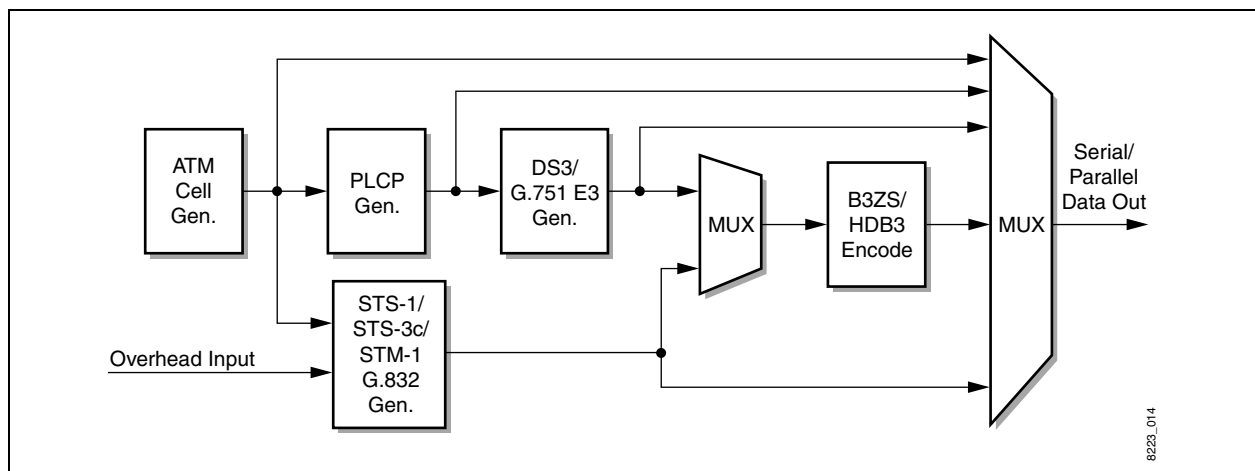 ATM
Cell
Gen.
PLCP
Gen.
DS3/
G.751 E3
Gen.
MUX
B3ZS/
HDB3
Encode
MUX
Serial/
Parallel
Data Out
Overhead Input
STS-1/
STS-3c/
STM-1
G.832
Gen.
8223_014